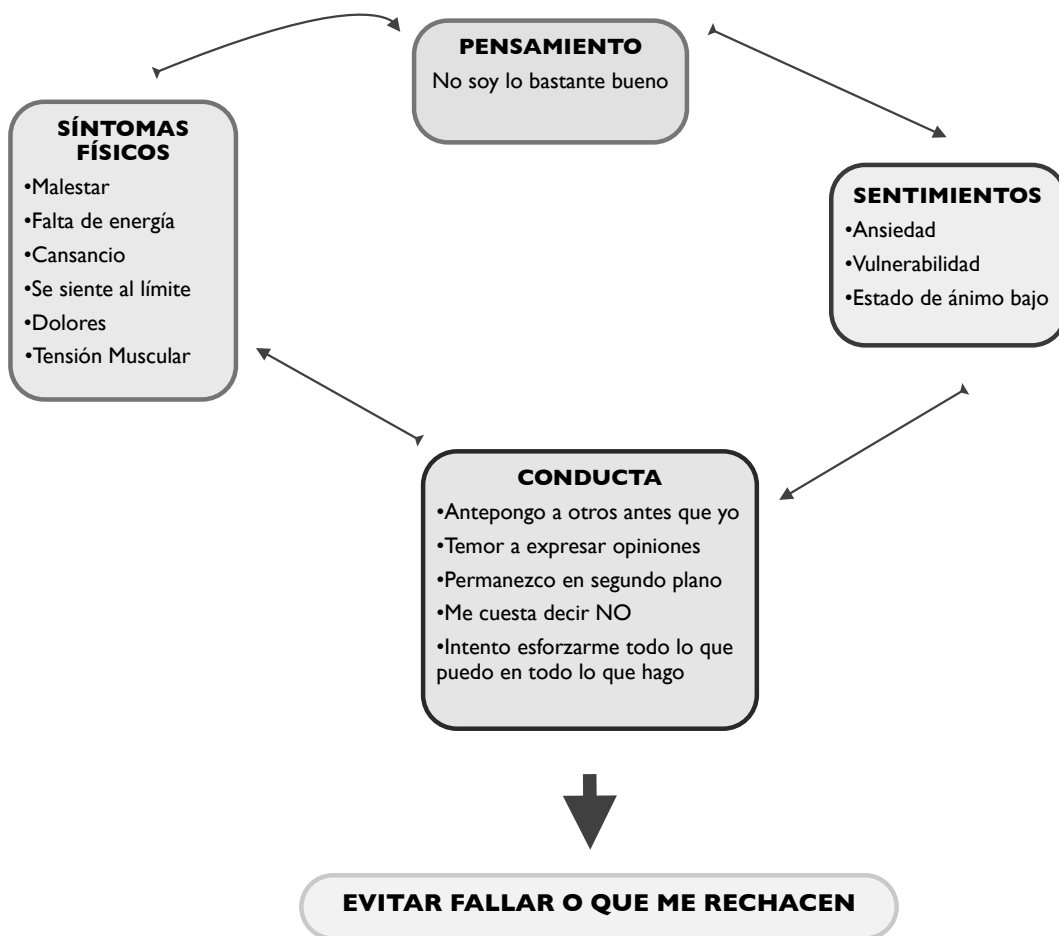 PENSAMIENTO
No soy lo bastante bueno
SÍNTOMAS
FÍSICOS
•Malestar
•Falta de energía
•Cansancio
•Se siente al límite
•Dolores
•Tensión Muscular
SENTIMIENTOS
•Ansiedad
•Vulnerabilidad
•Estado de ánimo bajo
CONDUCTA
•Antepongo a otros antes que yo
•Temor a expresar opiniones
•Permanezco en segundo plano
•Me cuesta decir NO
•Intento esforzarme todo lo que
puedo en todo lo que hago
EVITAR FALLAR O QUE ME RECHACEN